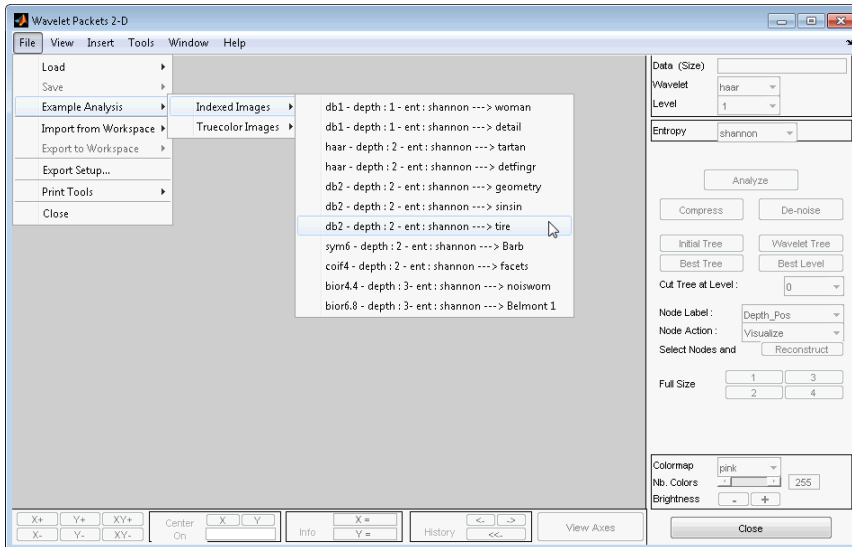 Wavelet Packets 2-D
File View Insert Tools Window Help
Load
Save
Example Analysis
Import from Workspace
Export to Workspace
Export Setup...
Print Tools
Close
Indexed Images
Truecolor Images
db1 - depth : 1 - ent : shannon ---> woman
db1 - depth : 1 - ent : shannon ---> detail
haar - depth : 2 - ent : shannon ---> tartan
haar - depth : 2 - ent : shannon ---> detfingr
db2 - depth : 2 - ent : shannon ---> geometry
db2 - depth : 2 - ent : shannon ---> sinsin
db2 - depth : 2 - ent : shannon ---> tire
sym6 - depth : 2 - ent : shannon ---> Barb
coif4 - depth : 2 - ent : shannon ---> facets
bior4.4 - depth : 3- ent : shannon ---> noiswom
bior6.8 - depth : 3- ent : shannon ---> Belmont 1
Data (Size)
Wavelet haar
Level 1
Entropy shannon
Analyze
Compress De-noise
Initial Tree Wavelet Tree
Best Tree Best Level
Cut Tree at Level : 0
Node Label : Depth_Pos
Node Action : Visualize
Select Nodes and Reconstruct
Full Size 1 3
2 4
Colormap pink
Nb. Colors 255
Brightness - +
Close
X+ Y+ XY+
X- Y- XY-
Center On X Y
Info X =
Y =
History <- ->
<<-
View Axes